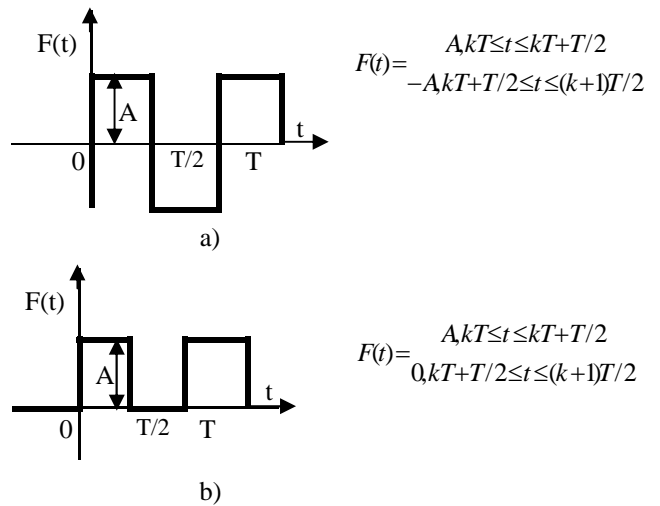 F(t)
A
t
0 T/2 T
a)
F(t)= A,kT≤t≤kT+T/2
−A,kT+T/2≤t≤(k+1)T/2
F(t)
A
t
0 T/2 T
b)
F(t)= A,kT≤t≤kT+T/2
0,kT+T/2≤t≤(k+1)T/2